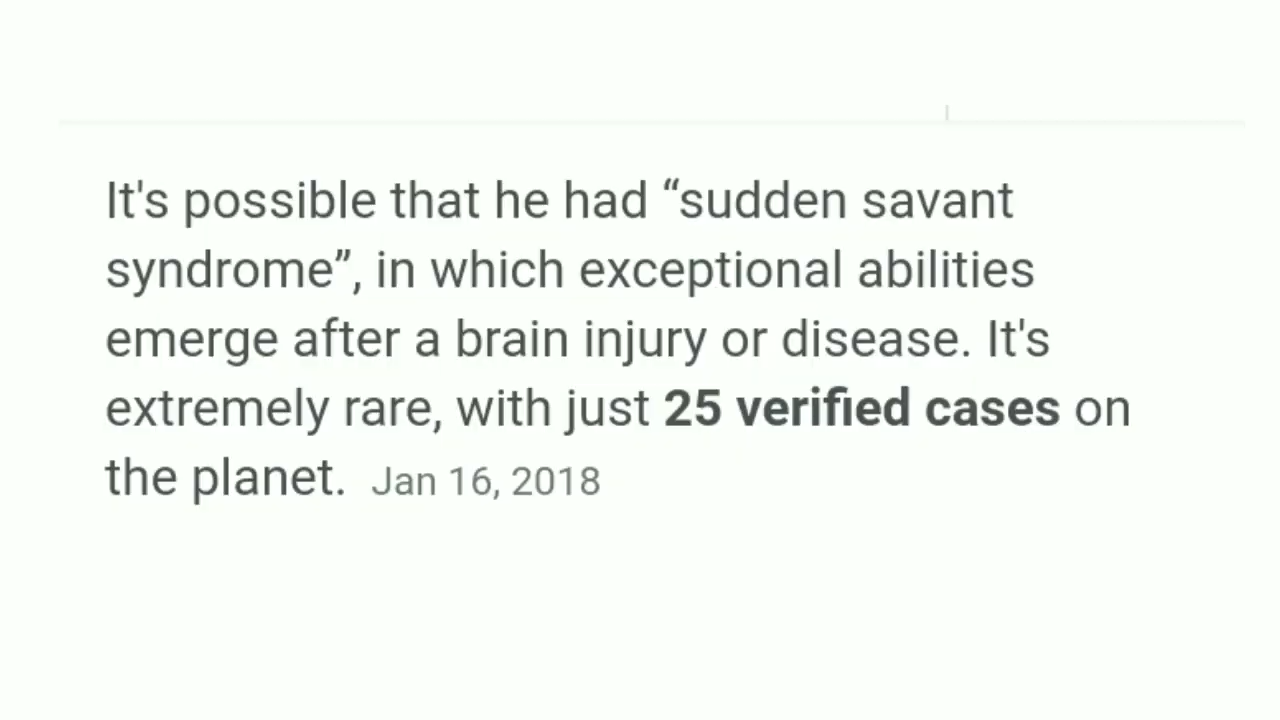 It's possible that he had “sudden savant
syndrome”, in which exceptional abilities
emerge after a brain injury or disease. It's
extremely rare, with just 25 verified cases on
the planet. Jan 16, 2018